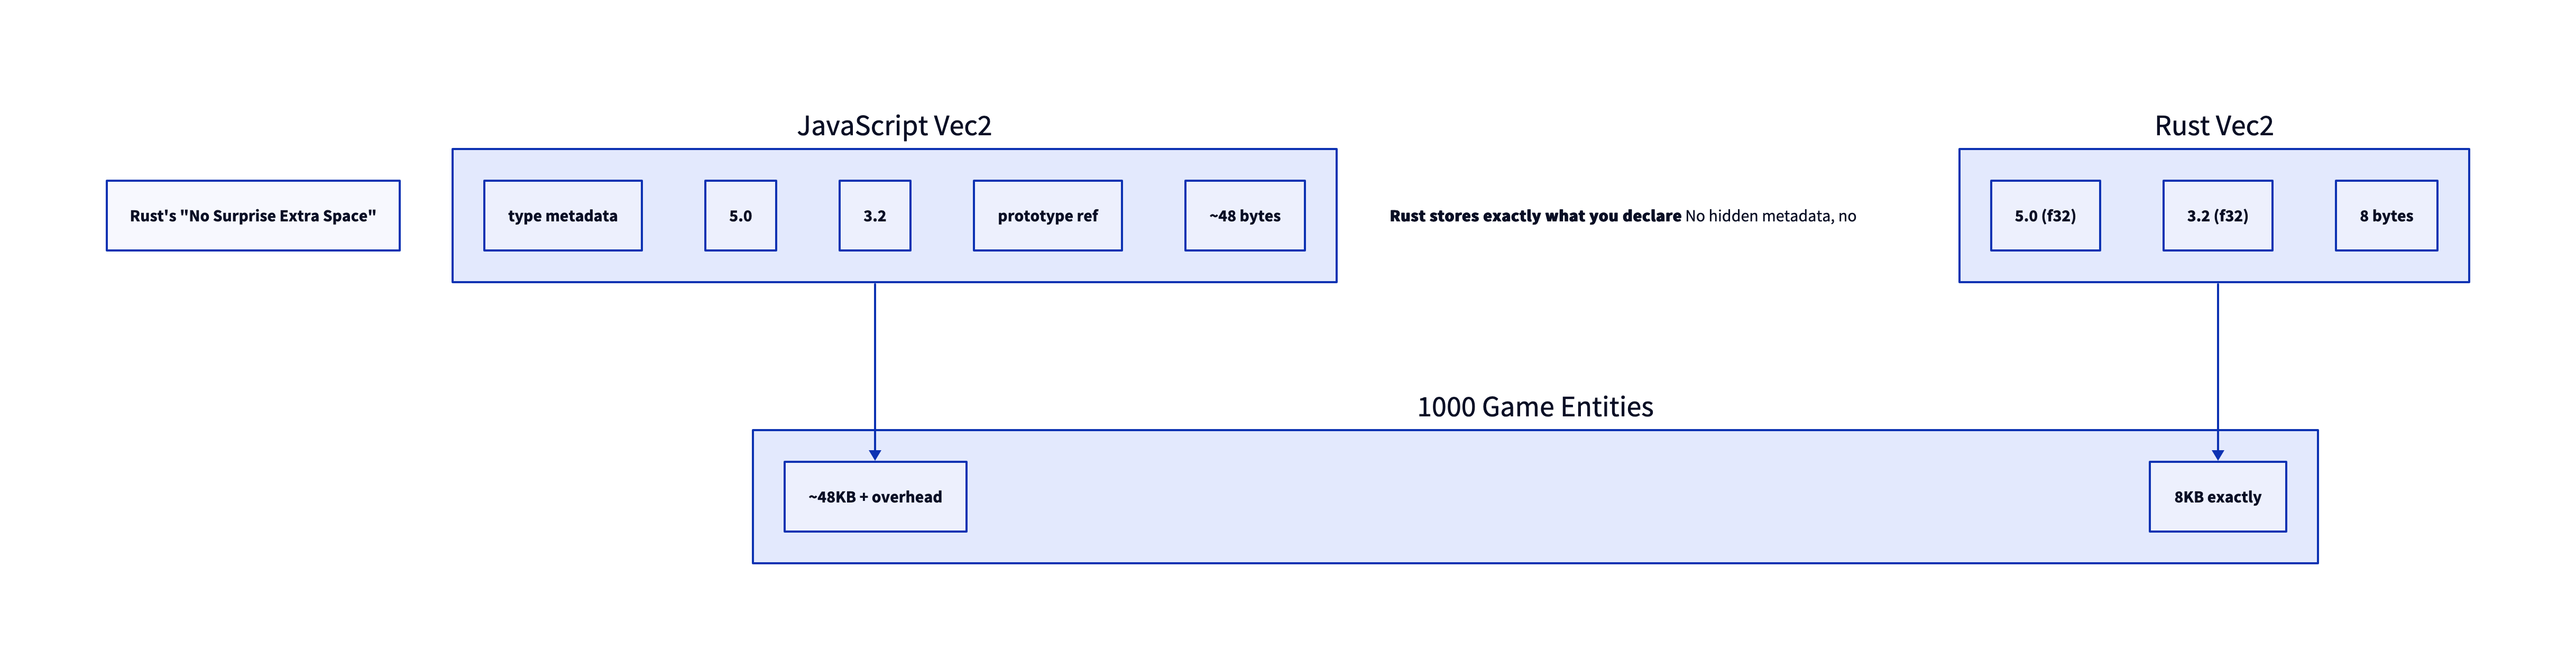 JavaScript Vec2
Rust Vec2
Rust's "No Surprise Extra Space"
type metadata
5.0
3.2
prototype ref
~48 bytes
Rust stores exactly what you declare No hidden metadata, no
5.0 (f32)
3.2 (f32)
8 bytes
1000 Game Entities
~48KB + overhead
8KB exactly